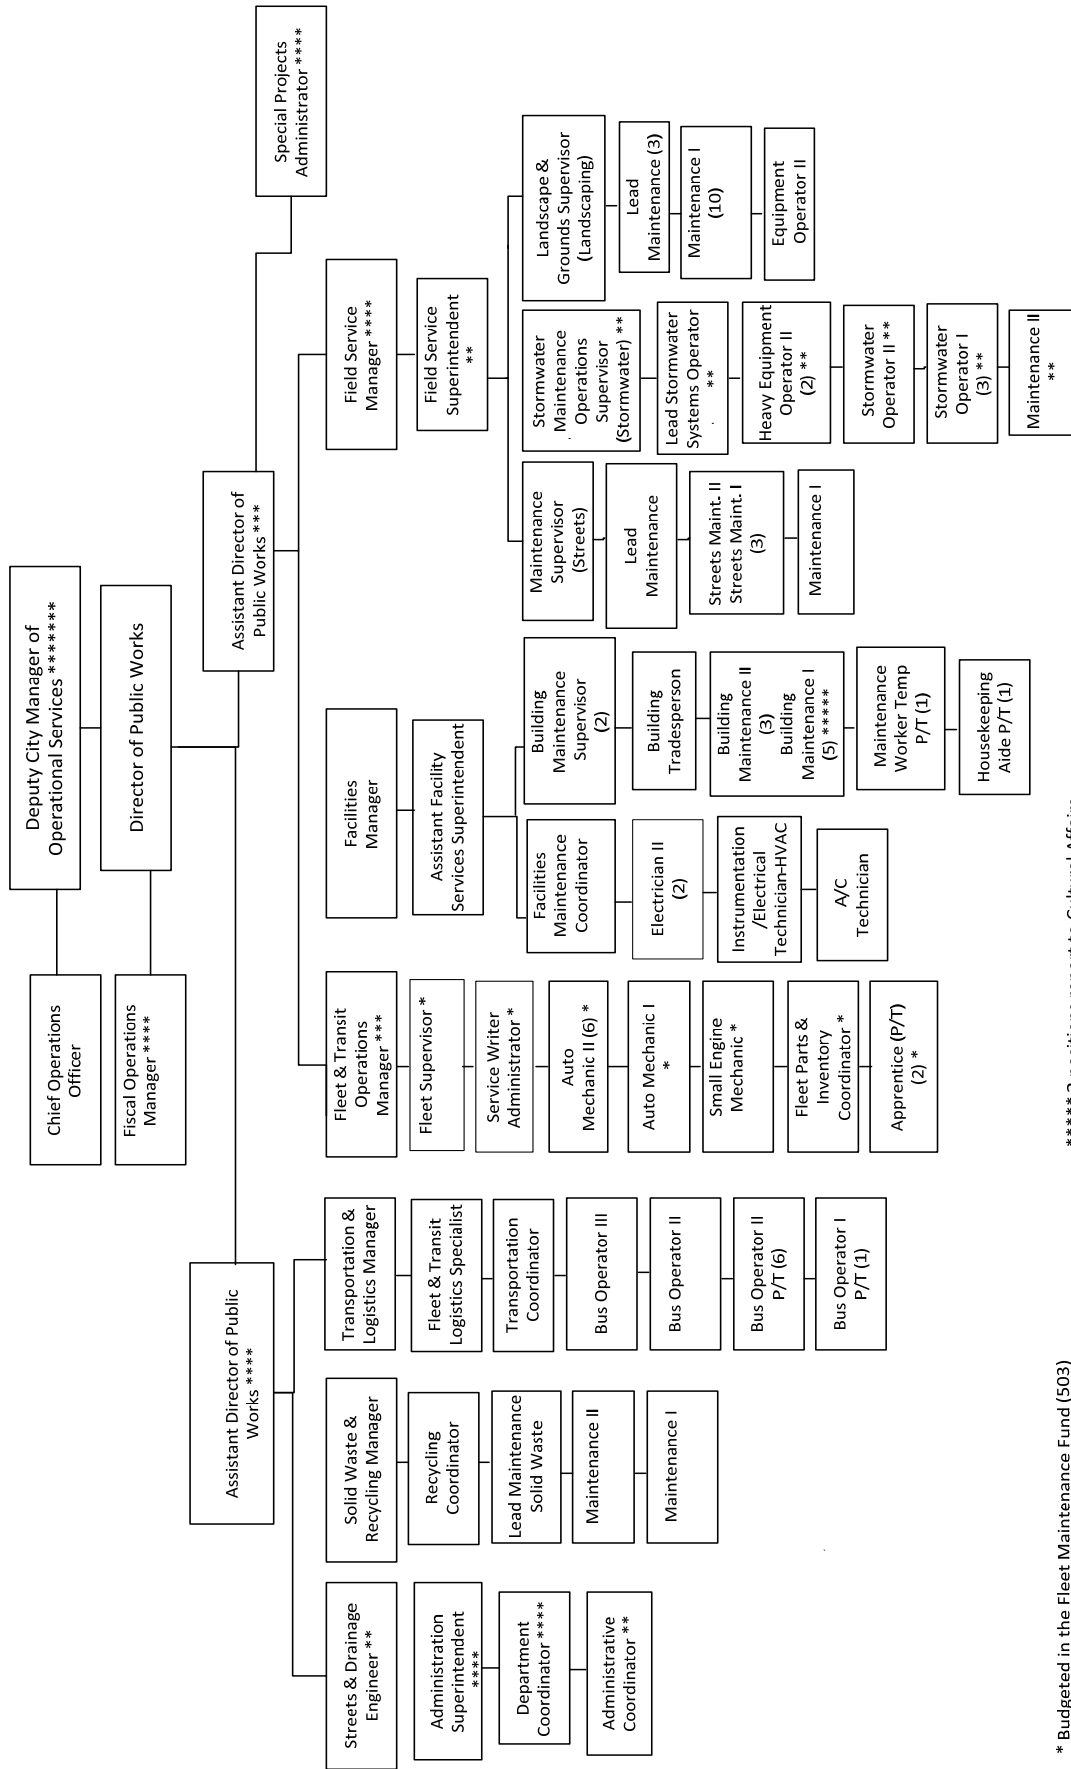 Deputy City Manager of
Operational Services *******
Chief Operations
Officer
Director of Public Works
Fiscal Operations
Manager ****
Assistant Director of Public
Works ****
Assistant Director of
Public Works ***
Special Projects
Administrator ****
Streets & Drainage
Engineer **
Administration
Superintendent
****
Department
Coordinator ****
Administrative
Coordinator **
Solid Waste &
Recycling Manager
Recycling
Coordinator
Lead Maintenance
Solid Waste
Maintenance II
Maintenance I
Transportation &
Logistics Manager
Fleet & Transit
Logistics Specialist
Transportation
Coordinator
Bus Operator III
Bus Operator II
Bus Operator II
P/T (6)
Bus Operator I
P/T (1)
Fleet & Transit
Operations
Manager ***
Fleet Supervisor *
Service Writer
Administrator *
Auto
Mechanic II (6) *
Auto Mechanic I
*
Small Engine
Mechanic *
Fleet Parts &
Inventory
Coordinator *
Apprentice (P/T)
(2) *
Facilities
Manager
Assistant Facility
Services Superintendent
Facilities
Maintenance
Coordinator
Electrician II
(2)
Instrumentation
/Electrical
Technician-HVAC
A/C
Technician
Building
Maintenance
Supervisor
(2)
Building
Tradesperson
Building
Maintenance II
(3)
Building
Maintenance I
(5) *****
Maintenance
Worker Temp
P/T (1)
Housekeeping
Aide P/T (1)
Field Service
Manager ****
Field Service
Superintendent
**
Maintenance
Supervisor
(Streets)
Lead
Maintenance
Streets Maint. II
Streets Maint. I
(3)
Maintenance I
Stormwater
Maintenance
Operations
Supervisor
(Stormwater) **
Lead Stormwater
Systems Operator
**
Heavy Equipment
Operator II
(2) **
Stormwater
Operator II **
Stormwater
Operator I
(3) **
Maintenance II
**
Landscape &
Grounds Supervisor
(Landscaping)
Lead
Maintenance (3)
Maintenance I
(10)
Equipment
Operator II
* Budgeted in the Fleet Maintenance Fund (503)